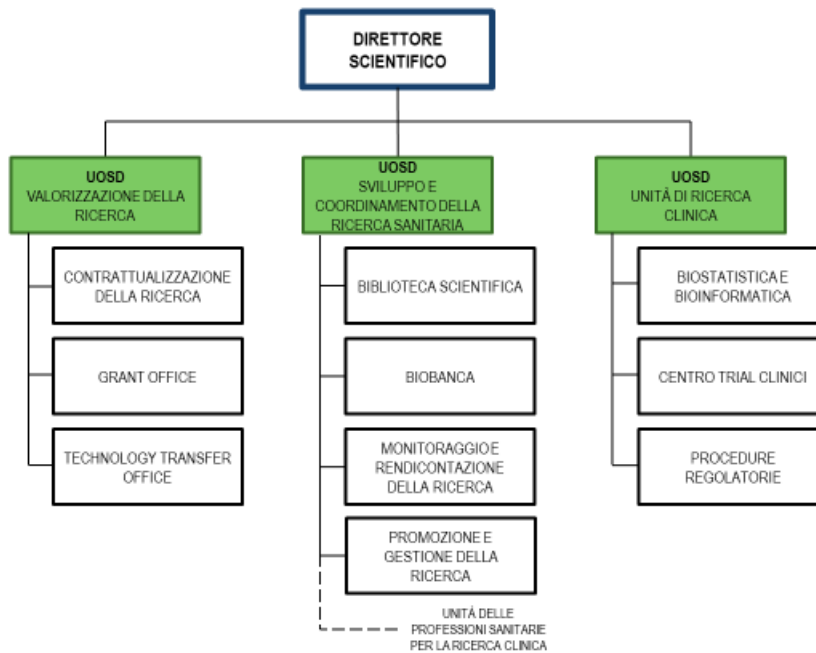 DIRETTORE
SCIENTIFICO
UOSD
VALORIZZAZIONE DELLA
RICERCA
CONTRATTUALIZZAZIONE
DELLA RICERCA
GRANT OFFICE
TECHNOLOGY TRANSFER
OFFICE
UOSD
SVILUPPO E
COORDINAMENTO DELLA
RICERCA SANITARIA
BIBLIOTECA SCIENTIFICA
BIOBANCA
MONITORAGGIO E
RENDICONTAZIONE
DELLA RICERCA
PROMOZIONE E
GESTIONE DELLA
RICERCA
UNITÀ DELLE
PROFESSIONI SANITARIE
PER LA RICERCA CLINICA
UOSD
UNITÀ DI RICERCA
CLINICA
BIOSTATISTICA E
BIOINFORMATICA
CENTRO TRIAL CLINICI
PROCEDURE
REGOLATORIE